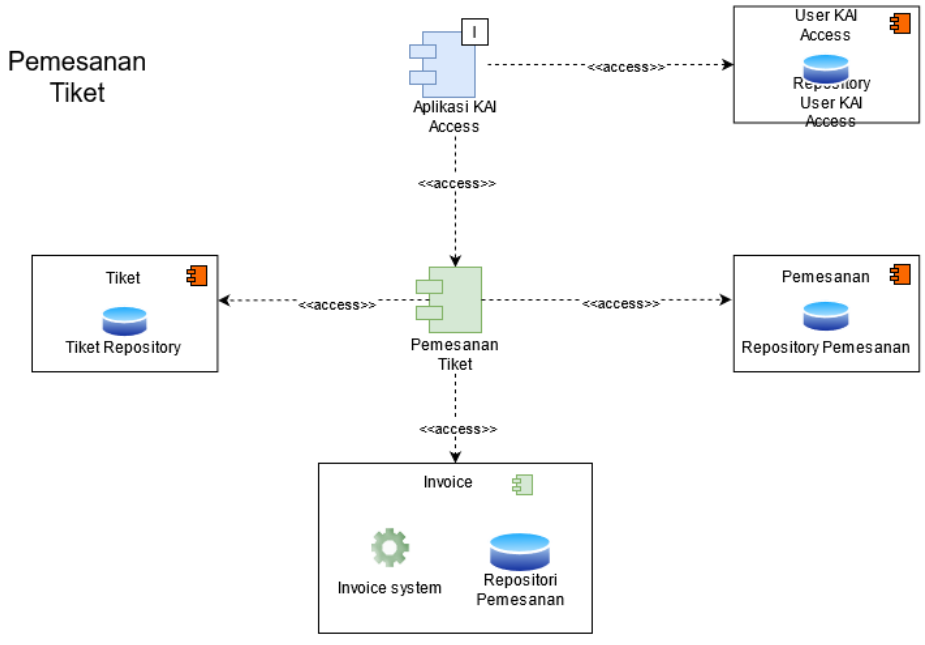 Pemesanan
Tiket
I
Aplikasi KAI
Access
<<access>>
User KAI
Access
Repository
User KAI
Access
<<access>>
Tiket
Tiket Repository
<<access>>
Pemesanan
Tiket
<<access>>
Pemesanan
Repository Pemesanan
<<access>>
Invoice
Invoice system
Repositori
Pemesanan